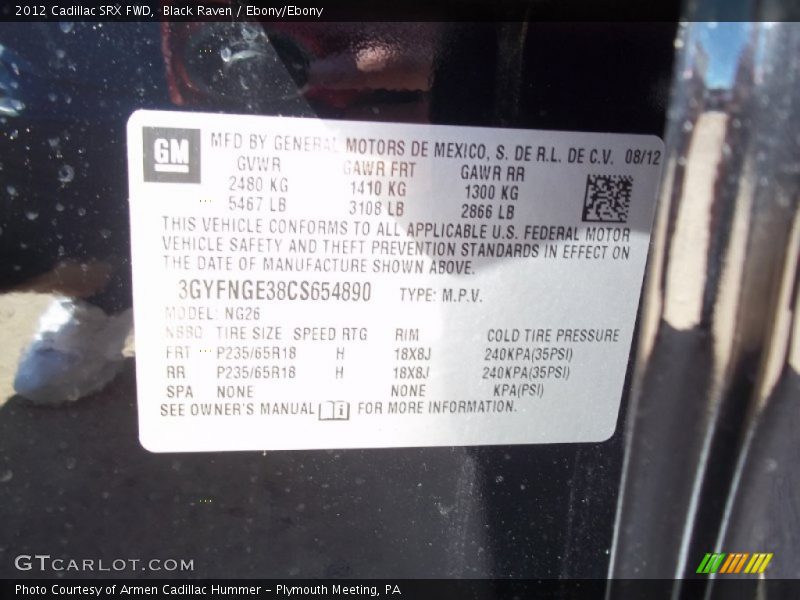 2012 Cadillac SRX FWD, Black Raven / Ebony/Ebony
GM
MFD BY GENERAL MOTORS DE MEXICO, S. DE R.L. DE C.V. 08/12
GVWR GAWR FRT GAWR RR
2480 KG 1410 KG 1300 KG
5467 LB 3108 LB 2866 LB
THIS VEHICLE CONFORMS TO ALL APPLICABLE U.S. FEDERAL MOTOR
VEHICLE SAFETY AND THEFT PREVENTION STANDARDS IN EFFECT ON
THE DATE OF MANUFACTURE SHOWN ABOVE.
3GYFNGE38CS654890 TYPE: M.P.V.
MODEL: NG26
NBBO TIRE SIZE SPEED RTG RIM COLD TIRE PRESSURE
FRT P235/65R18 H 18X8J 240KPA(35PSI)
RR P235/65R18 H 18X8J 240KPA(35PSI)
SPA NONE NONE KPA(PSI)
SEE OWNER'S MANUAL i FOR MORE INFORMATION.
GTCARLOT.COM
Photo Courtesy of Armen Cadillac Hummer - Plymouth Meeting, PA